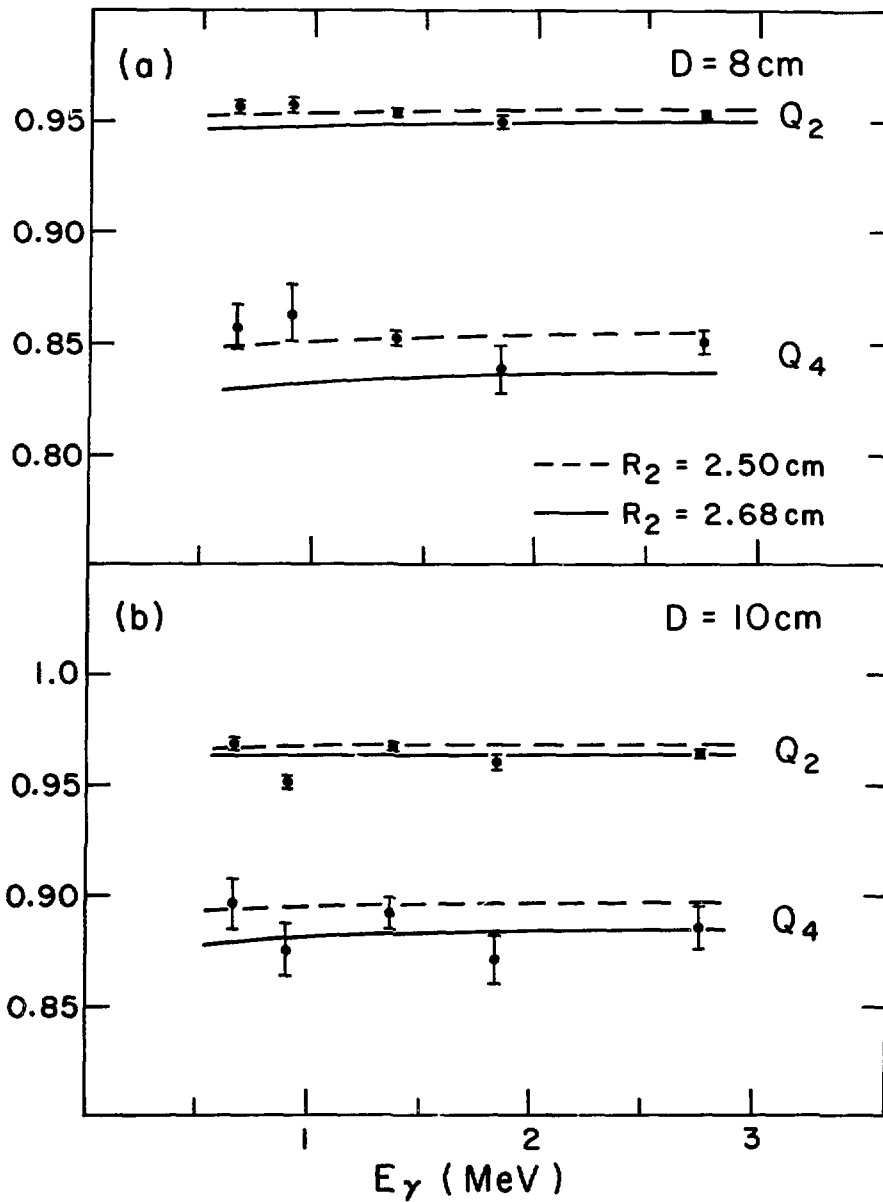 (a)
D = 8 cm
0.95
Q₂
0.90
0.85
Q₄
0.80
R₂ = 2.50 cm
R₂ = 2.68 cm
(b)
D = 10 cm
1.0
Q₂
0.95
0.90
Q₄
0.85
1 2 3
Eγ (MeV)